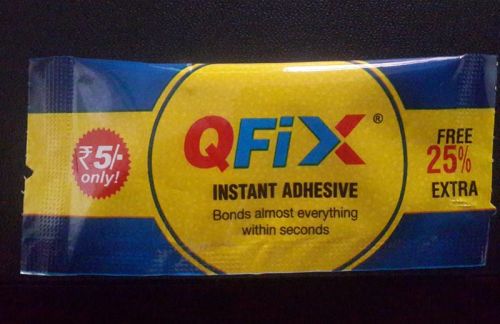 ₹5/-
only!
QFiX®
INSTANT ADHESIVE
Bonds almost everything
within seconds
FREE
25%
EXTRA